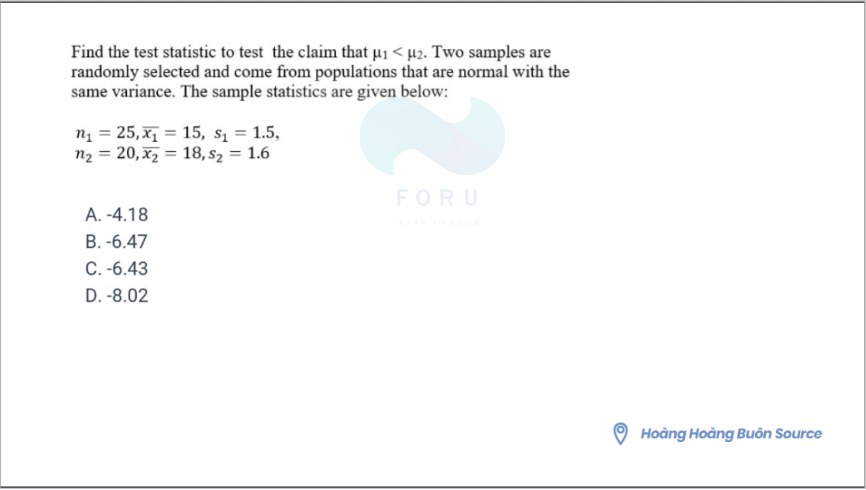 Find the test statistic to test the claim that μ₁ < μ₂. Two samples are
randomly selected and come from populations that are normal with the
same variance. The sample statistics are given below:
n₁ = 25, x̅₁ = 15, s₁ = 1.5,
n₂ = 20, x̅₂ = 18, s₂ = 1.6
FORU
A. -4.18
B. -6.47
C. -6.43
D. -8.02
Hoàng Hoàng Buôn Source